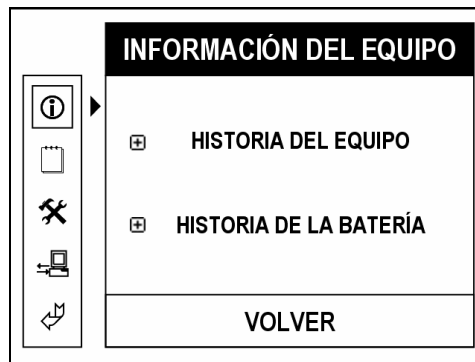 INFORMACIÓN DEL EQUIPO
HISTORIA DEL EQUIPO
HISTORIA DE LA BATERÍA
VOLVER